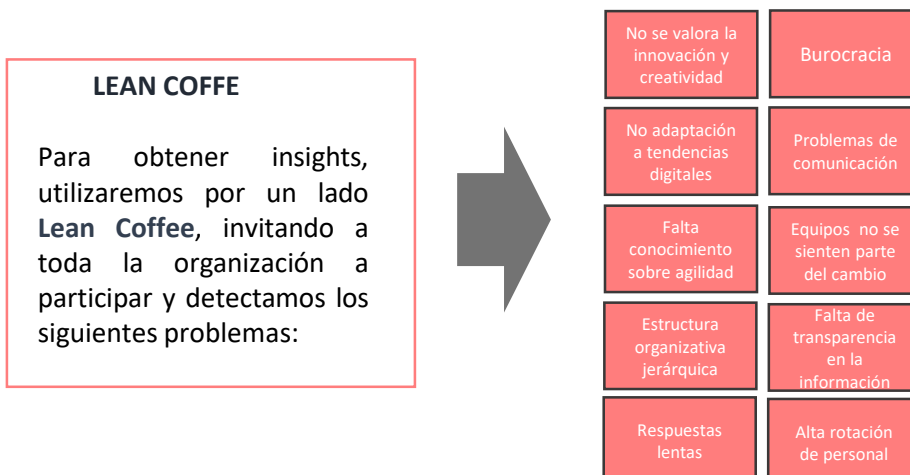 LEAN COFFE
Para obtener insights,
utilizaremos por un lado
Lean Coffee, invitando a
toda la organización a
participar y detectamos los
siguientes problemas:
No se valora la
innovación y
creatividad
Burocracia
No adaptación
a tendencias
digitales
Problemas de
comunicación
Falta
conocimiento
sobre agilidad
Equipos no se
sienten parte
del cambio
Estructura
organizativa
jerárquica
Falta de
transparencia
en la
información
Respuestas
lentas
Alta rotación
de personal